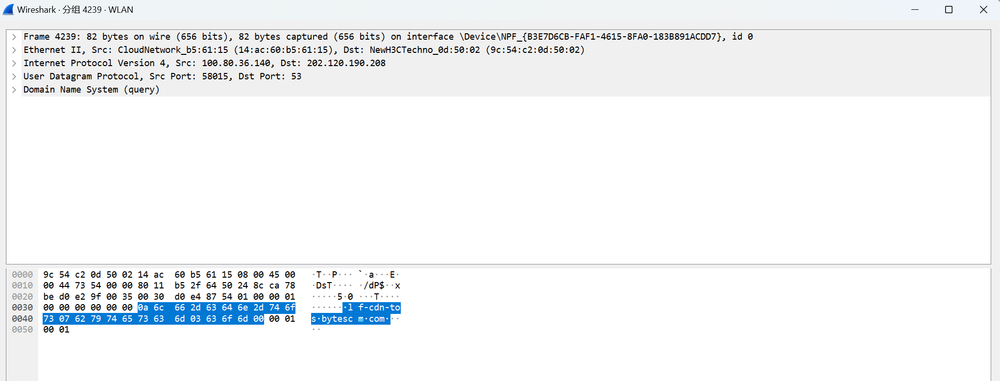 Wireshark · 分组 4239 · WLAN
Frame 4239: 82 bytes on wire (656 bits), 82 bytes captured (656 bits) on interface \Device\NPF_{B3E7D6CB-FAF1-4615-8FA0-183B891ACDD7}, id 0
Ethernet II, Src: CloudNetwork_b5:61:15 (14:ac:60:b5:61:15), Dst: NewH3CTechno_0d:50:02 (9c:54:c2:0d:50:02)
Internet Protocol Version 4, Src: 100.80.36.140, Dst: 202.120.190.208
User Datagram Protocol, Src Port: 58015, Dst Port: 53
Domain Name System (query)
0000 9c 54 c2 0d 50 02 14 ac 60 b5 61 15 08 00 45 00 ·T··P··· `·a···E·
0010 00 44 73 54 00 00 80 11 b5 2f 64 50 24 8c ca 78 ·DsT···· ·/dP$··x
0020 be d0 e2 9f 00 35 00 30 d0 e4 87 54 01 00 00 01 ·····5·0 ···T····
0030 00 00 00 00 00 00 0a 6c 66 2d 63 64 6e 2d 74 6f ·······l f-cdn-to
0040 73 07 62 79 74 65 73 63 6d 03 63 6f 6d 00 00 01 s·bytesc m·com···
0050 00 01 ··